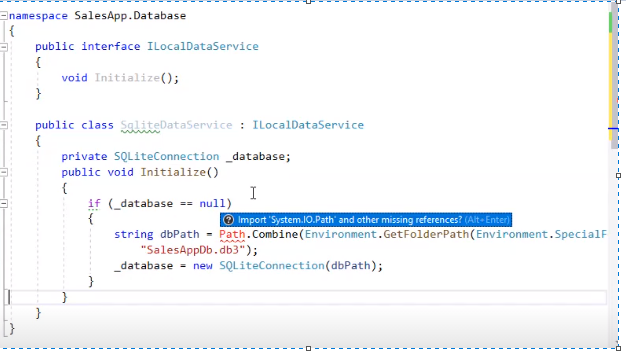 namespace SalesApp.Database
{
public interface ILocalDataService
{
void Initialize();
}
public class SqliteDataService : ILocalDataService
{
private SQLiteConnection _database;
public void Initialize()
{
if (_database == null)
{
Import 'System.IO.Path' and other missing references? (Alt+Enter)
string dbPath = Path.Combine(Environment.GetFolderPath(Environment.SpecialF
"SalesAppDb.db3");
_database = new SQLiteConnection(dbPath);
}
}
}
}